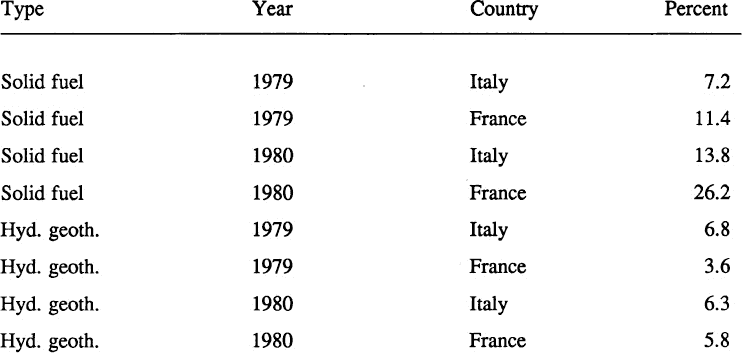 Type Year Country Percent
Solid fuel 1979 Italy 7.2
Solid fuel 1979 France 11.4
Solid fuel 1980 Italy 13.8
Solid fuel 1980 France 26.2
Hyd. geoth. 1979 Italy 6.8
Hyd. geoth. 1979 France 3.6
Hyd. geoth. 1980 Italy 6.3
Hyd. geoth. 1980 France 5.8